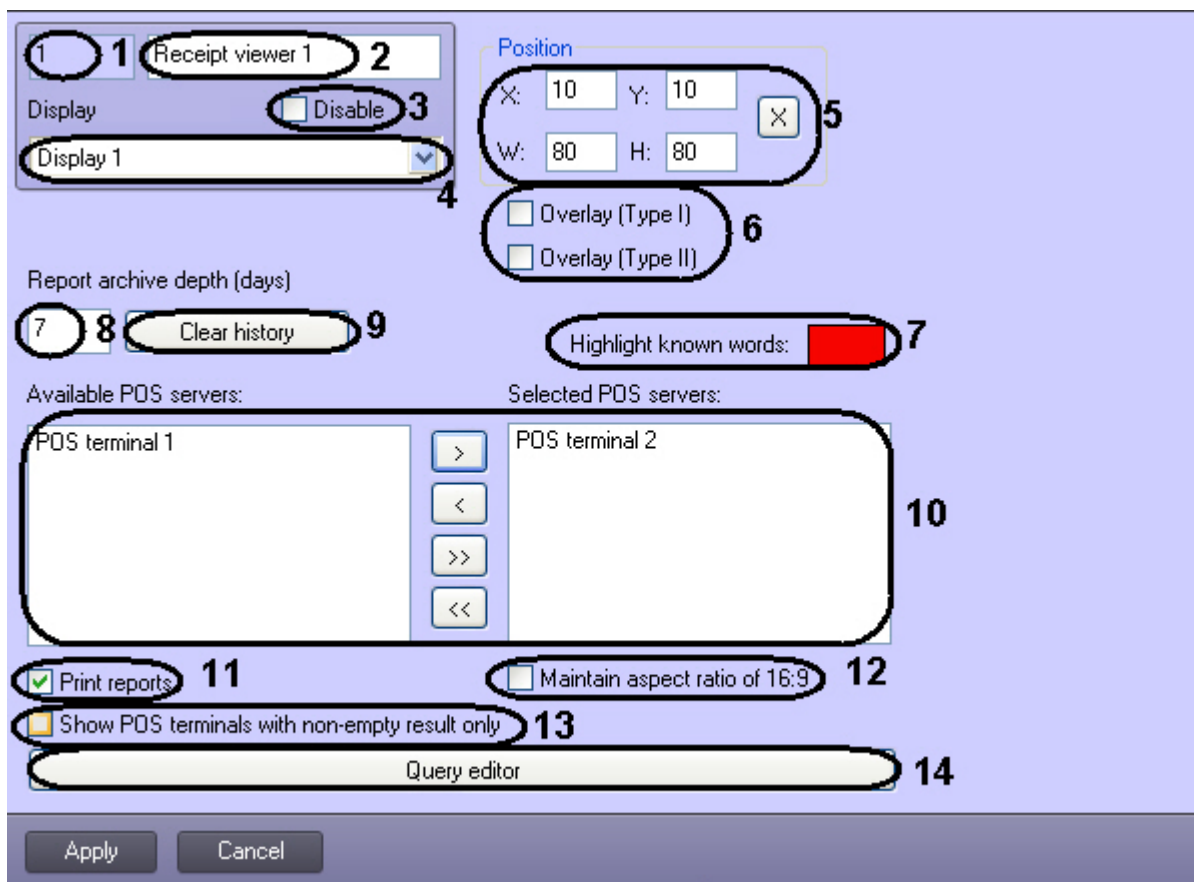 1 1 Receipt viewer 1 2
Display Disable 3
Display 1
4
Position
X: 10 Y: 10 X 5
W: 80 H: 80
Overlay (Type I)
6
Overlay (Type II)
Report archive depth (days)
7 8 Clear history 9
Highlight known words: 7
Available POS servers: Selected POS servers:
POS terminal 1 > POS terminal 2
<
10
>>
<<
Print reports 11 Maintain aspect ratio of 16:9 12
Show POS terminals with non-empty result only 13
Query editor 14
Apply Cancel